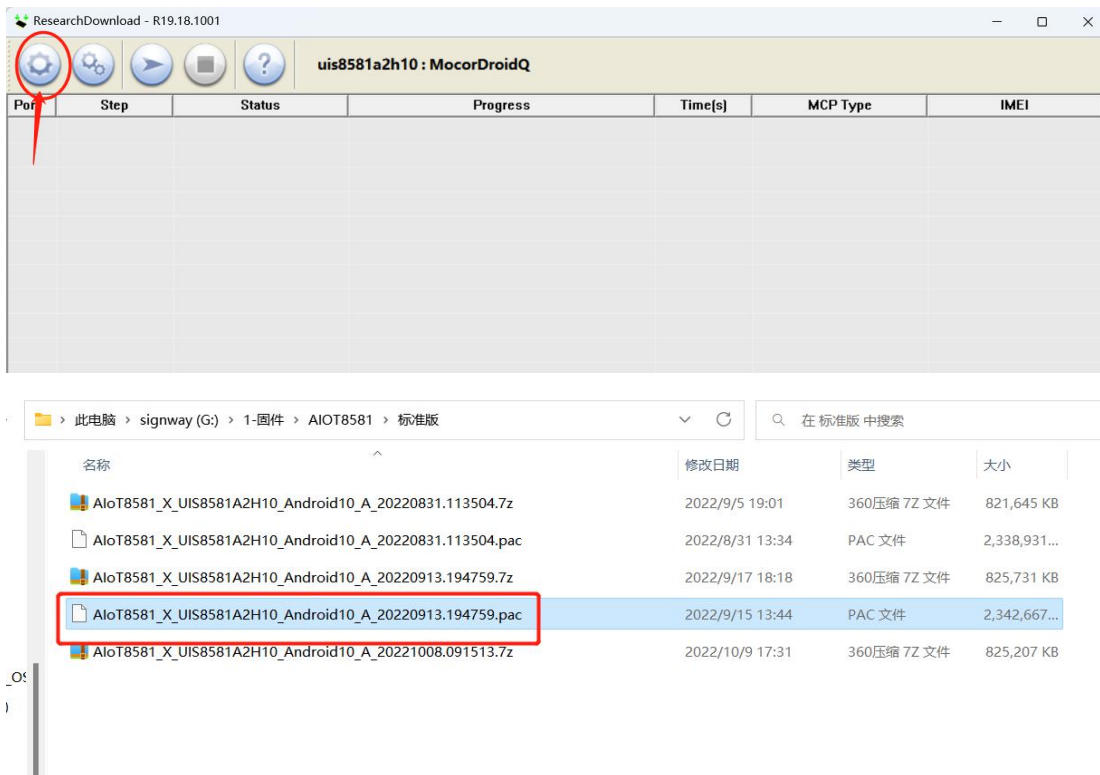 ResearchDownload - R19.18.1001
uis8581a2h10 : MocorDroidQ
Step Status Progress Time(s) MCP Type IMEI
此电脑 > signway (G:) > 1-固件 > AIOT8581 > 标准版 在 标准版 中搜索
名称 修改日期 类型 大小
AIoT8581_X_UIS8581A2H10_Android10_A_20220831.113504.7z 2022/9/5 19:01 360压缩 7Z 文件 821,645 KB
AIoT8581_X_UIS8581A2H10_Android10_A_20220831.113504.pac 2022/8/31 13:34 PAC 文件 2,338,931...
AIoT8581_X_UIS8581A2H10_Android10_A_20220913.194759.7z 2022/9/17 18:18 360压缩 7Z 文件 825,731 KB
AIoT8581_X_UIS8581A2H10_Android10_A_20220913.194759.pac 2022/9/15 13:44 PAC 文件 2,342,667...
AIoT8581_X_UIS8581A2H10_Android10_A_20221008.091513.7z 2022/10/9 17:31 360压缩 7Z 文件 825,207 KB